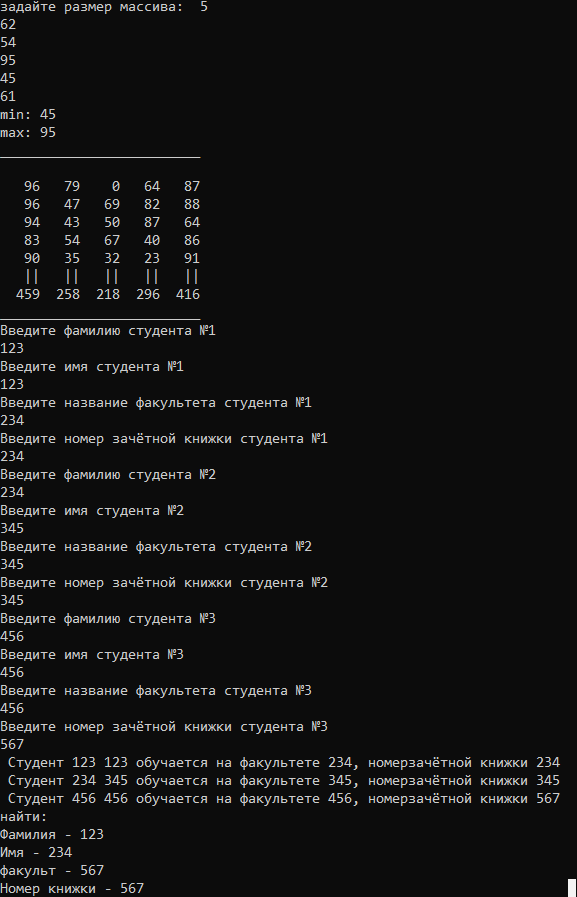 задайте размер массива:  5
62
54
95
45
61
min: 45
max: 95
_________________________
96 79 0 64 87
96 47 69 82 88
94 43 50 87 64
83 54 67 40 86
90 35 32 23 91
|| || || || ||
459 258 218 296 416
_________________________
Введите фамилию студента №1
123
Введите имя студента №1
123
Введите название факультета студента №1
234
Введите номер зачётной книжки студента №1
234
Введите фамилию студента №2
234
Введите имя студента №2
345
Введите название факультета студента №2
345
Введите номер зачётной книжки студента №2
345
Введите фамилию студента №3
456
Введите имя студента №3
456
Введите название факультета студента №3
456
Введите номер зачётной книжки студента №3
567
Студент 123 123 обучается на факультете 234, номерзачётной книжки 234
Студент 234 345 обучается на факультете 345, номерзачётной книжки 345
Студент 456 456 обучается на факультете 456, номерзачётной книжки 567
найти:
Фамилия - 123
Имя - 234
факульт - 567
Номер книжки - 567